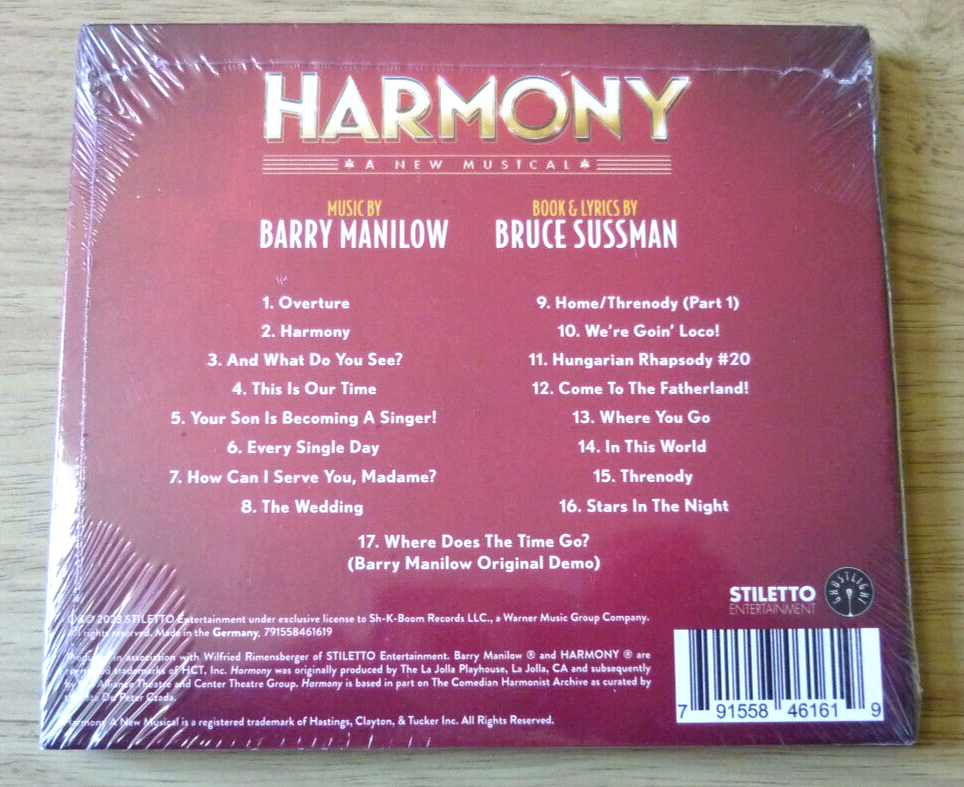 HARMONY
A NEW MUSICAL
MUSIC BY
BARRY MANILOW
BOOK & LYRICS BY
BRUCE SUSSMAN
1. Overture
2. Harmony
3. And What Do You See?
4. This Is Our Time
5. Your Son Is Becoming A Singer!
6. Every Single Day
7. How Can I Serve You, Madame?
8. The Wedding
9. Home/Threnody (Part 1)
10. We're Goin' Loco!
11. Hungarian Rhapsody #20
12. Come To The Fatherland!
13. Where You Go
14. In This World
15. Threnody
16. Stars In The Night
17. Where Does The Time Go?
(Barry Manilow Original Demo)
STILETTO
ENTERTAINMENT
GHOSTLIGHT
2023 STILETTO Entertainment under exclusive license to Sh-K-Boom Records LLC., a Warner Music Group Company.
All rights reserved. Made in the Germany. 791558461619
Produced in association with Wilfried Rimensberger of STILETTO Entertainment. Barry Manilow ® and HARMONY ® are
registered trademarks of HCT, Inc. Harmony was originally produced by The La Jolla Playhouse, La Jolla, CA and subsequently
by Alliance Theatre and Center Theatre Group. Harmony is based in part on The Comedian Harmonist Archive as curated by
Peter Czada.
Harmony A New Musical is a registered trademark of Hastings, Clayton, & Tucker Inc. All Rights Reserved.
7 91558 46161 9